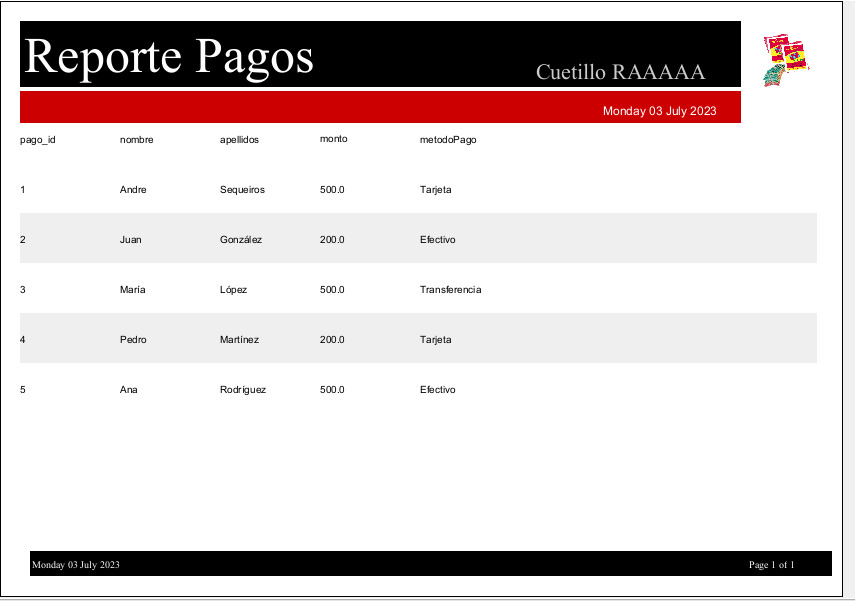 Reporte Pagos
Cuetillo RAAAAA
Monday 03 July 2023
pago_id nombre apellidos monto metodoPago
1 Andre Sequeiros 500.0 Tarjeta
2 Juan González 200.0 Efectivo
3 María López 500.0 Transferencia
4 Pedro Martínez 200.0 Tarjeta
5 Ana Rodríguez 500.0 Efectivo
Monday 03 July 2023 Page 1 of 1